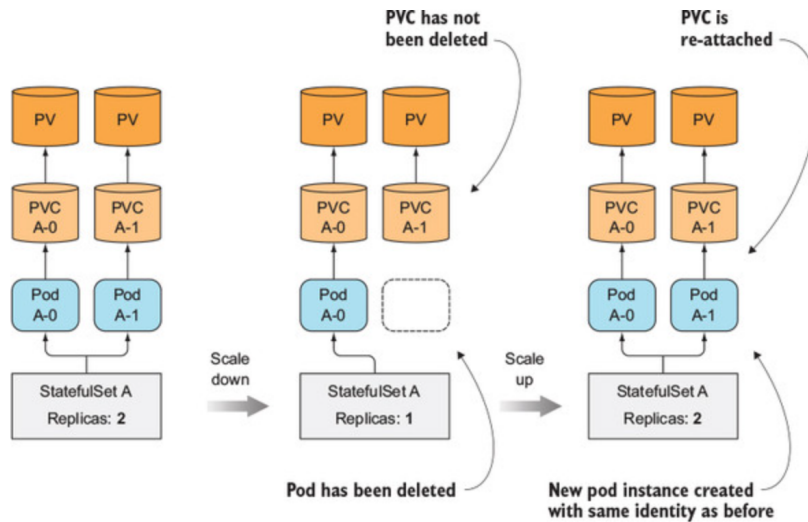 PVC has not
been deleted
PVC is
re-attached
PV
PV
PV
PV
PV
PV
PVC
A-0
PVC
A-1
PVC
A-0
PVC
A-1
PVC
A-0
PVC
A-1
Pod
A-0
Pod
A-1
Pod
A-0
Pod
A-0
Pod
A-1
Scale
down
Scale
up
StatefulSet A
Replicas: 2
StatefulSet A
Replicas: 1
StatefulSet A
Replicas: 2
Pod has been deleted
New pod instance created
with same identity as before